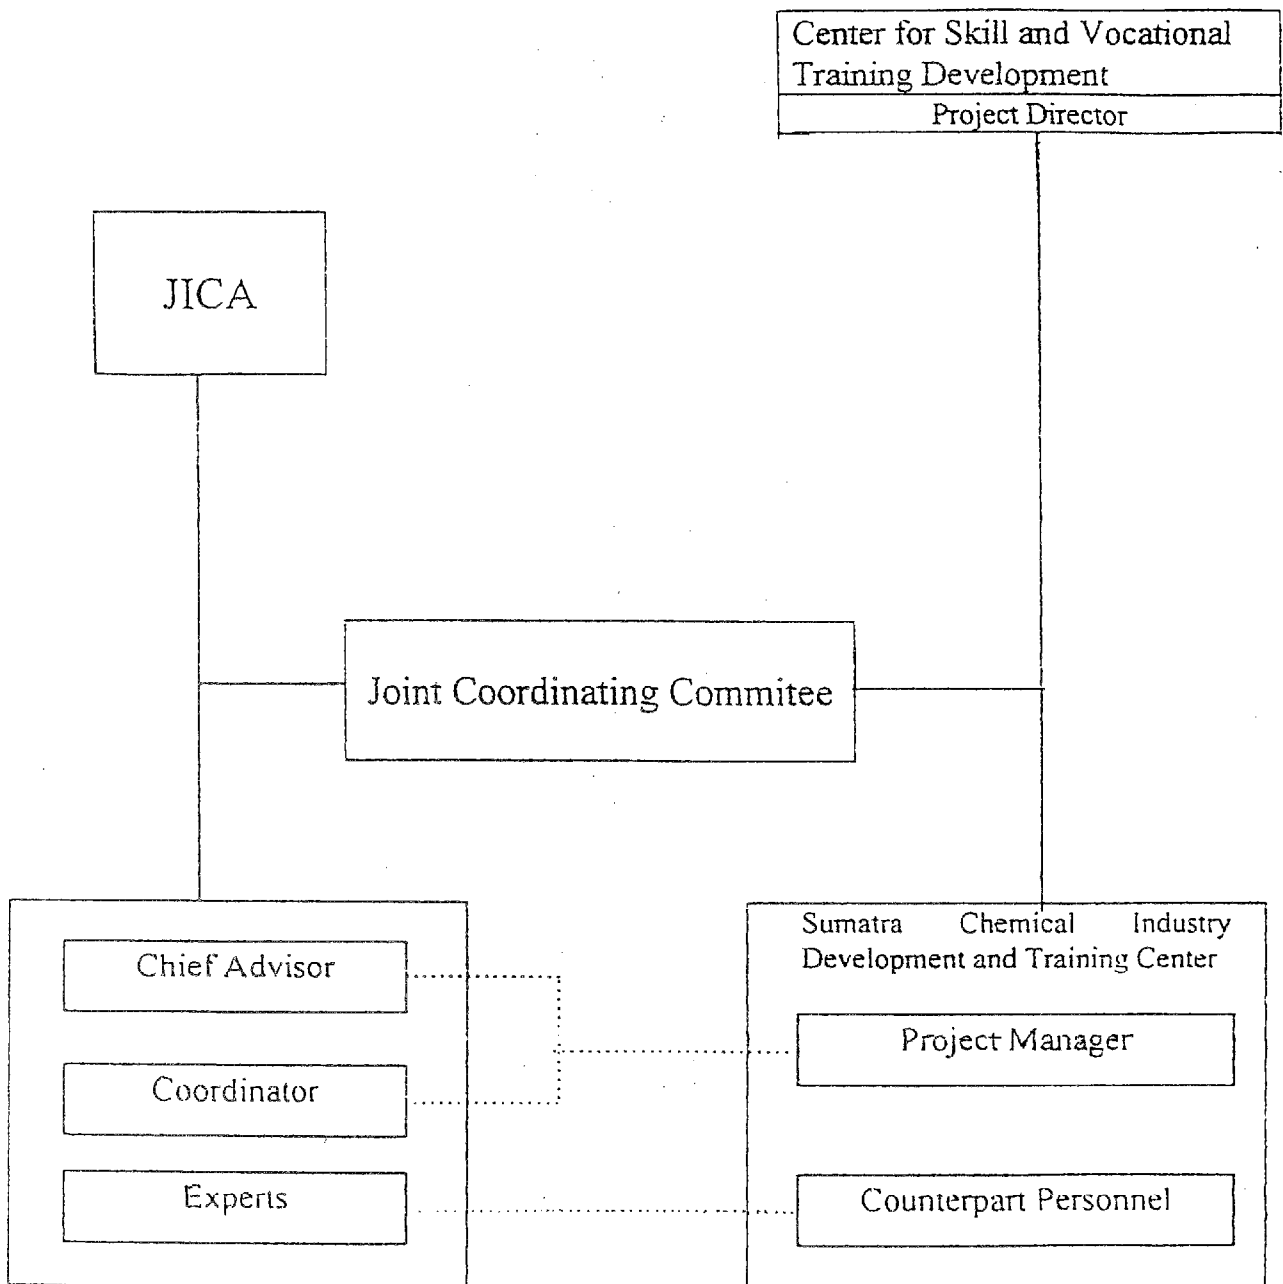 Center for Skill and Vocational
Training Development
Project Director
JICA
Joint Coordinating Commitee
Chief Advisor
Coordinator
Experts
Sumatra Chemical Industry
Development and Training Center
Project Manager
Counterpart Personnel